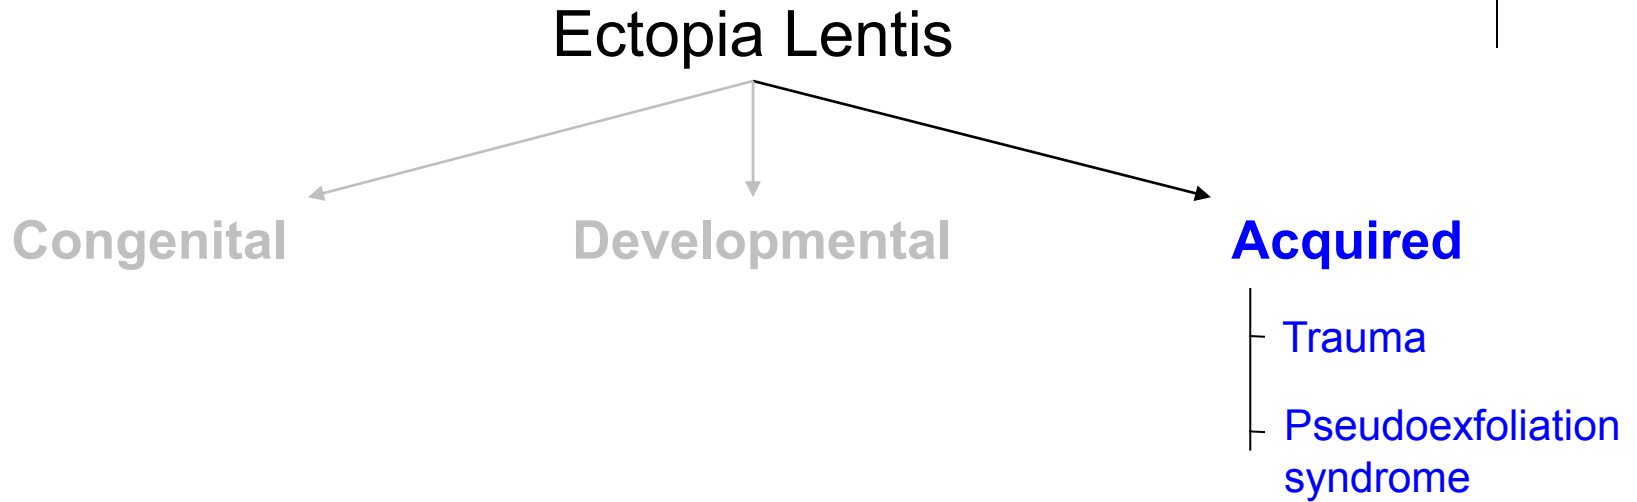 Ectopia Lentis
Congenital
Developmental
Acquired
Trauma
Pseudoexfoliation
syndrome